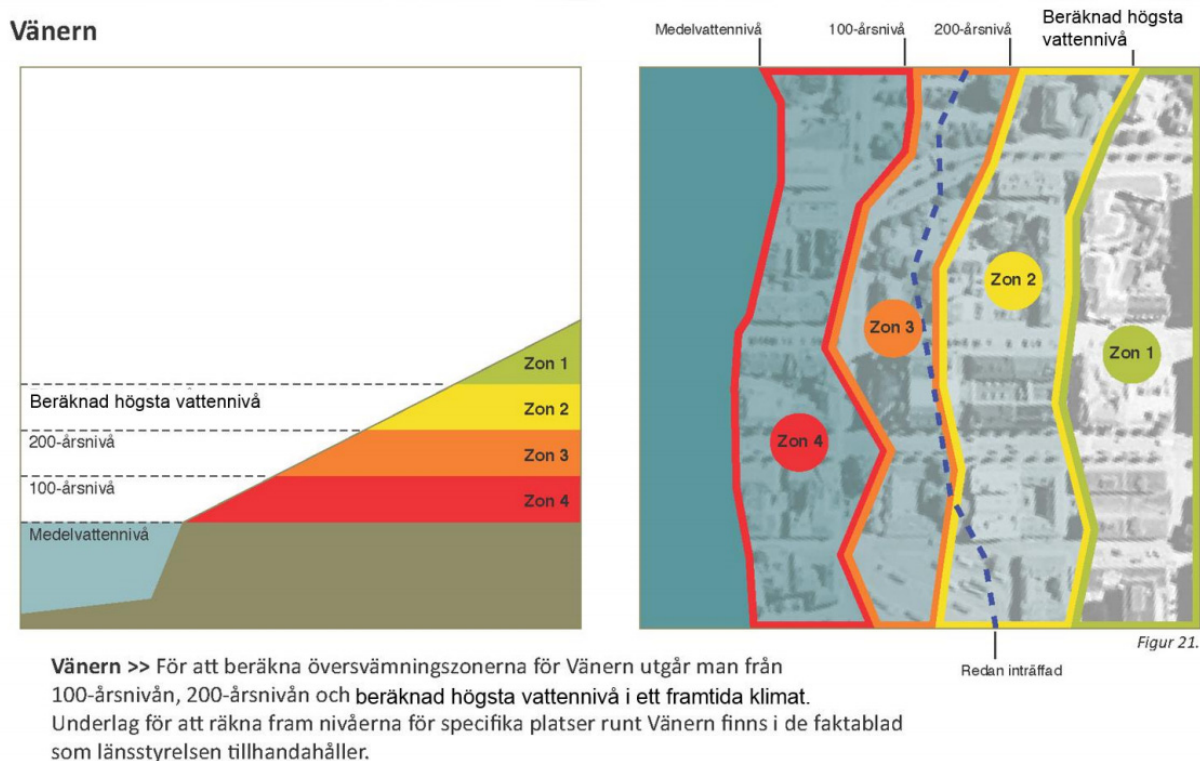 Vänern
Medelvattennivå
100-årsnivå
200-årsnivå
Beräknad högsta
vattennivå
Zon 1
Beräknad högsta vattennivå
Zon 2
200-årsnivå
Zon 3
100-årsnivå
Zon 4
Medelvattennivå
Zon 2
Zon 3
Zon 1
Zon 4
Figur 21.
Redan inträffad
Vänern >> För att beräkna översvämningszonerna för Vänern utgår man från
100-årsnivån, 200-årsnivån och beräknad högsta vattennivå i ett framtida klimat.
Underlag för att räkna fram nivåerna för specifika platser runt Vänern finns i de faktablad
som länsstyrelsen tillhandahåller.